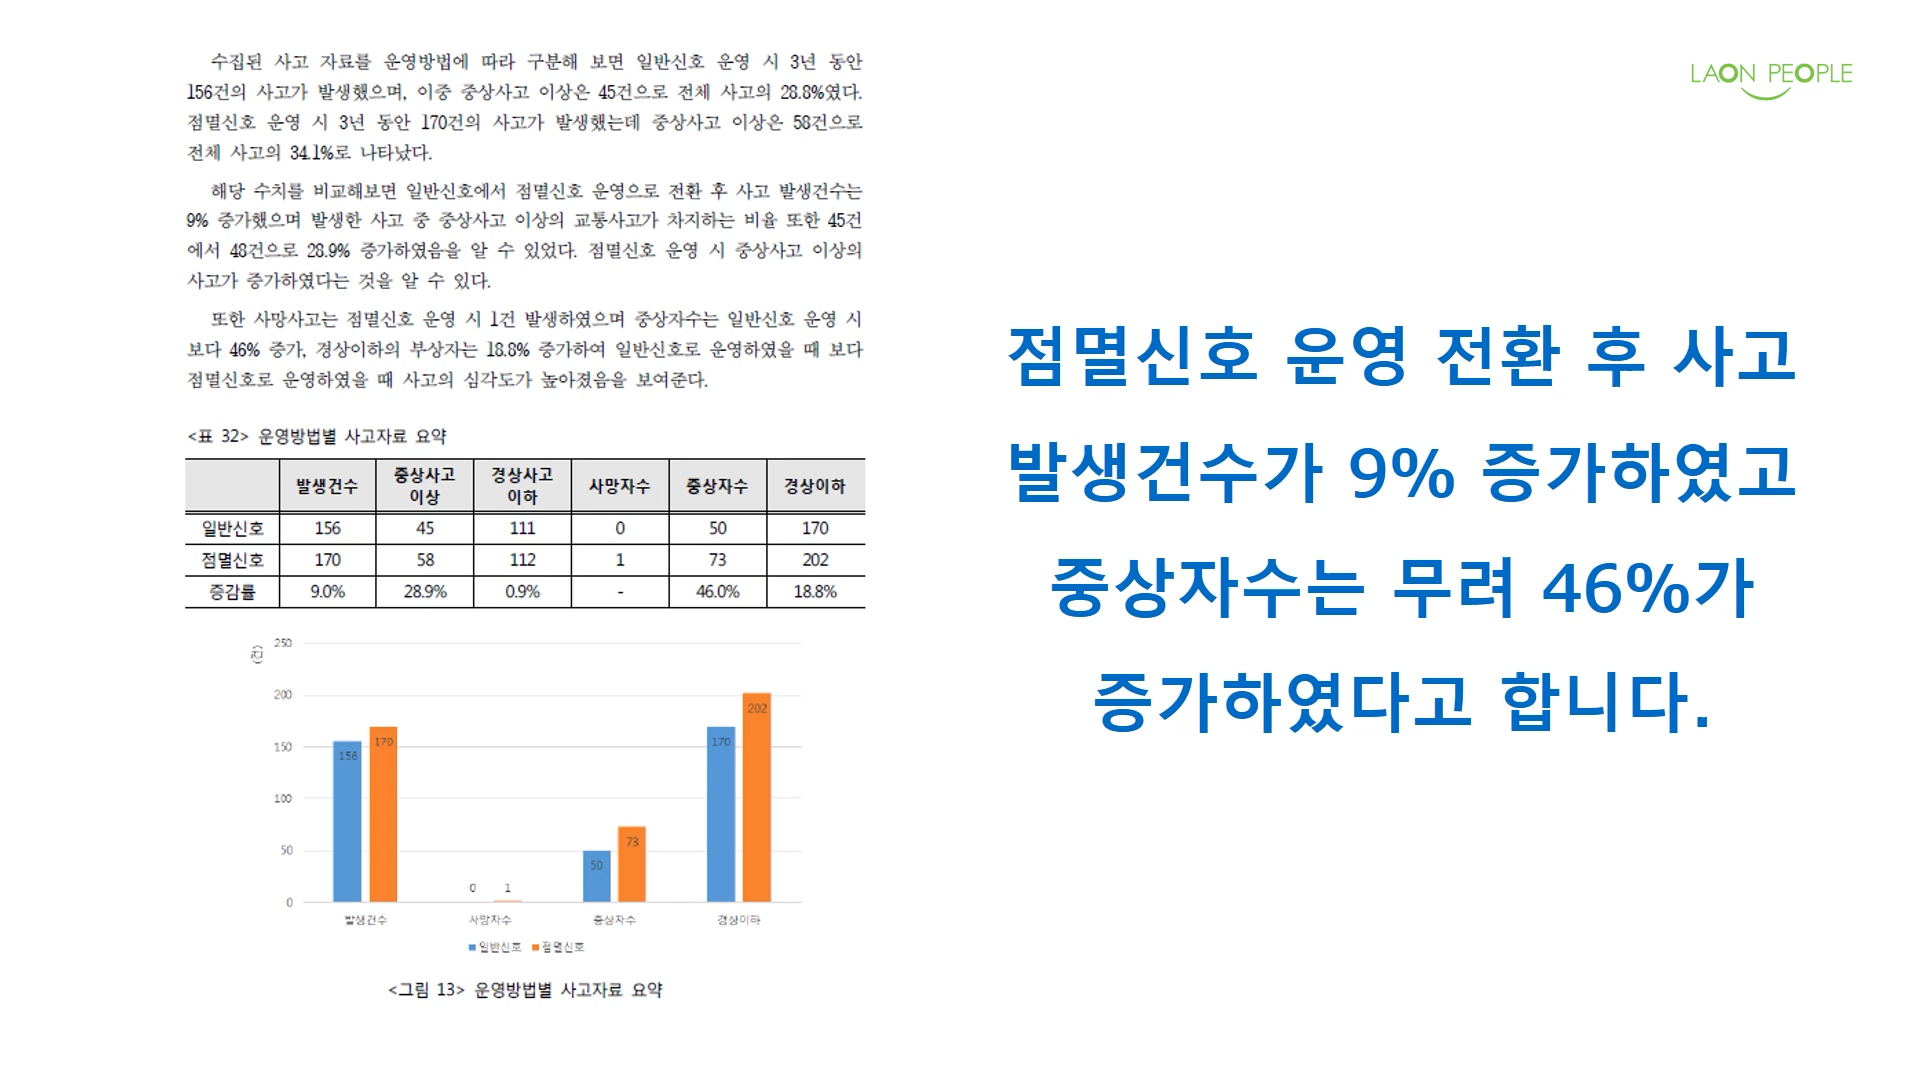 수집된 사고 자료를 운영방법에 따라 구분해 보면 일반신호 운영 시 3년 동안
156건의 사고가 발생했으며, 이중 중상사고 이상은 45건으로 전체 사고의 28.8%였다.
점멸신호 운영 시 3년 동안 170건의 사고가 발생했는데 중상사고 이상은 58건으로
전체 사고의 34.1%로 나타났다.
해당 수치를 비교해보면 일반신호에서 점멸신호 운영으로 전환 후 사고 발생건수는
9% 증가했으며 발생한 사고 중 중상사고 이상의 교통사고가 차지하는 비율 또한 45건
에서 48건으로 28.9% 증가하였음을 알 수 있었다. 점멸신호 운영 시 중상사고 이상의
사고가 증가하였다는 것을 알 수 있다.
또한 사망사고는 점멸신호 운영 시 1건 발생하였으며 중상자수는 일반신호 운영 시
보다 46% 증가, 경상이하의 부상자는 18.8% 증가하여 일반신호로 운영하였을 때 보다
점멸신호로 운영하였을 때 사고의 심각도가 높아졌음을 보여준다.
<표 32> 운영방법별 사고자료 요약
발생건수 중상사고 이상 경상사고 이하 사망자수 중상자수 경상이하
일반신호 156 45 111 0 50 170
점멸신호 170 58 112 1 73 202
증감률 9.0% 28.9% 0.9% - 46.0% 18.8%
(건)
250
200
150
100
50
0
156 170
0 1
50 73
170 202
발생건수 사망자수 중상자수 경상이하
일반신호 점멸신호
<그림 13> 운영방법별 사고자료 요약
LAON PEOPLE
점멸신호 운영 전환 후 사고
발생건수가 9% 증가하였고
중상자수는 무려 46%가
증가하였다고 합니다.